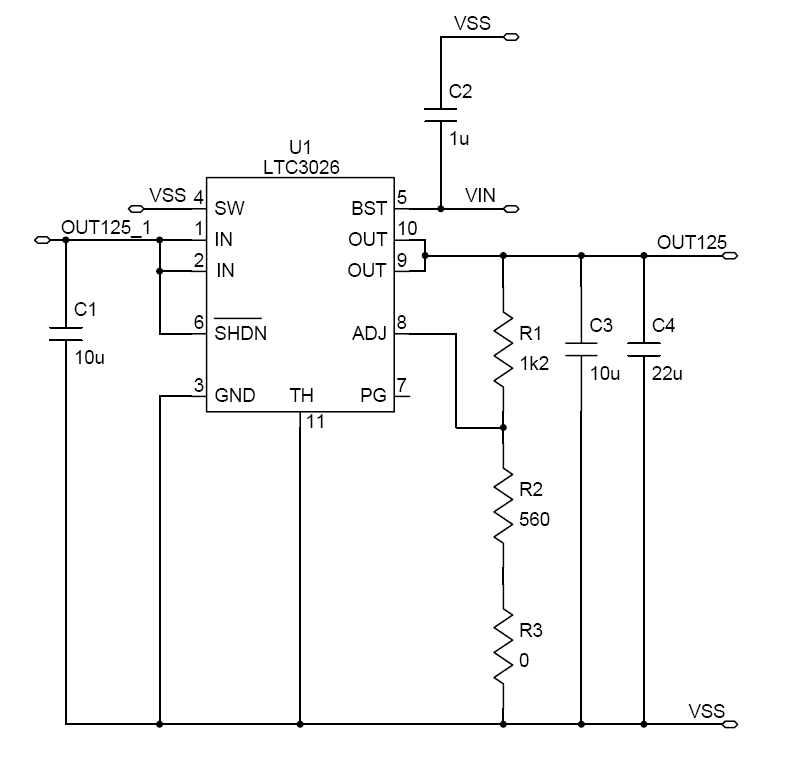 VSS
C2
1u
U1
LTC3026
VSS 4 SW BST 5 VIN
OUT125_1 1 IN OUT 10
2 IN OUT 9 OUT125
C1
10u
6 SHDN ADJ 8
R1
1k2
C3
10u
C4
22u
3 GND TH PG 7
11
R2
560
R3
0
VSS